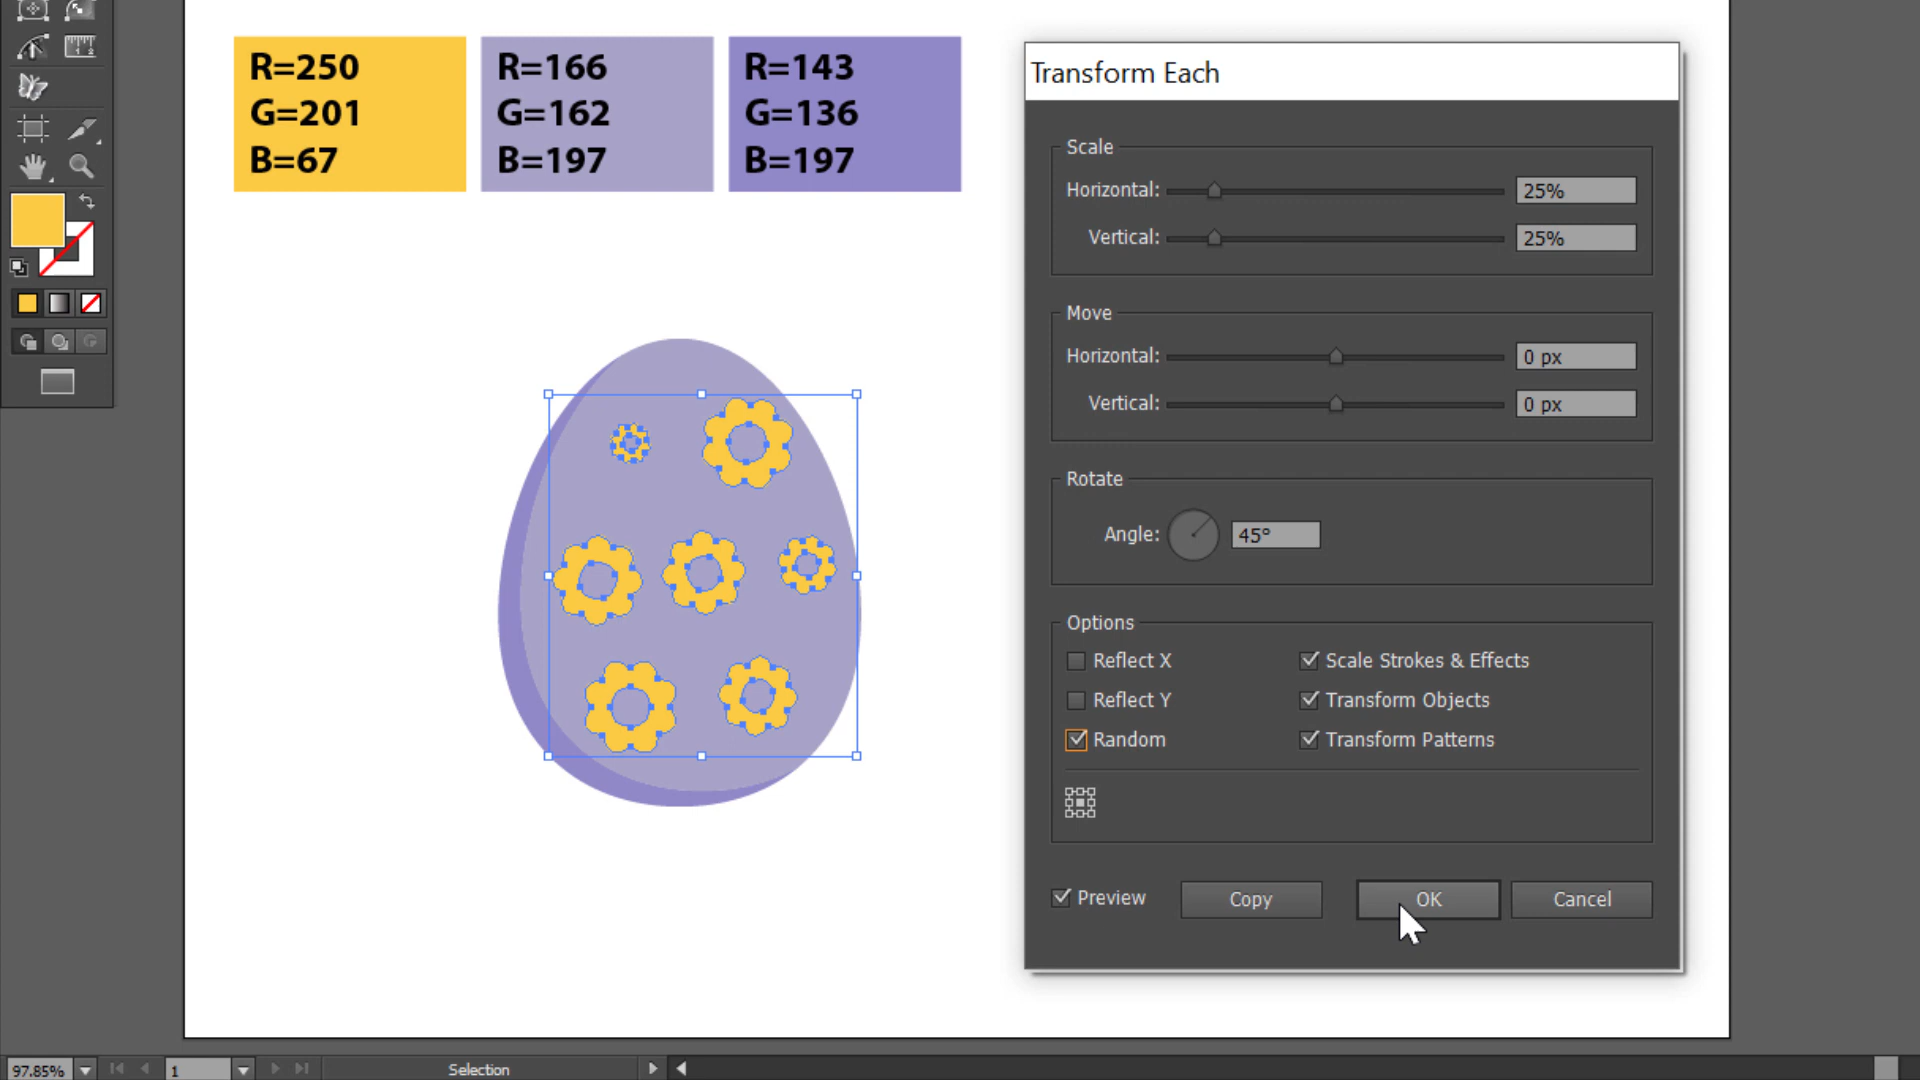 R=250
G=201
B=67
R=166
G=162
B=197
R=143
G=136
B=197
Transform Each
Scale
Horizontal: 25%
Vertical: 25%
Move
Horizontal: 0 px
Vertical: 0 px
Rotate
Angle: 45°
Options
Reflect X Scale Strokes & Effects
Reflect Y Transform Objects
Random Transform Patterns
Preview Copy OK Cancel
97.85% 1 Selection